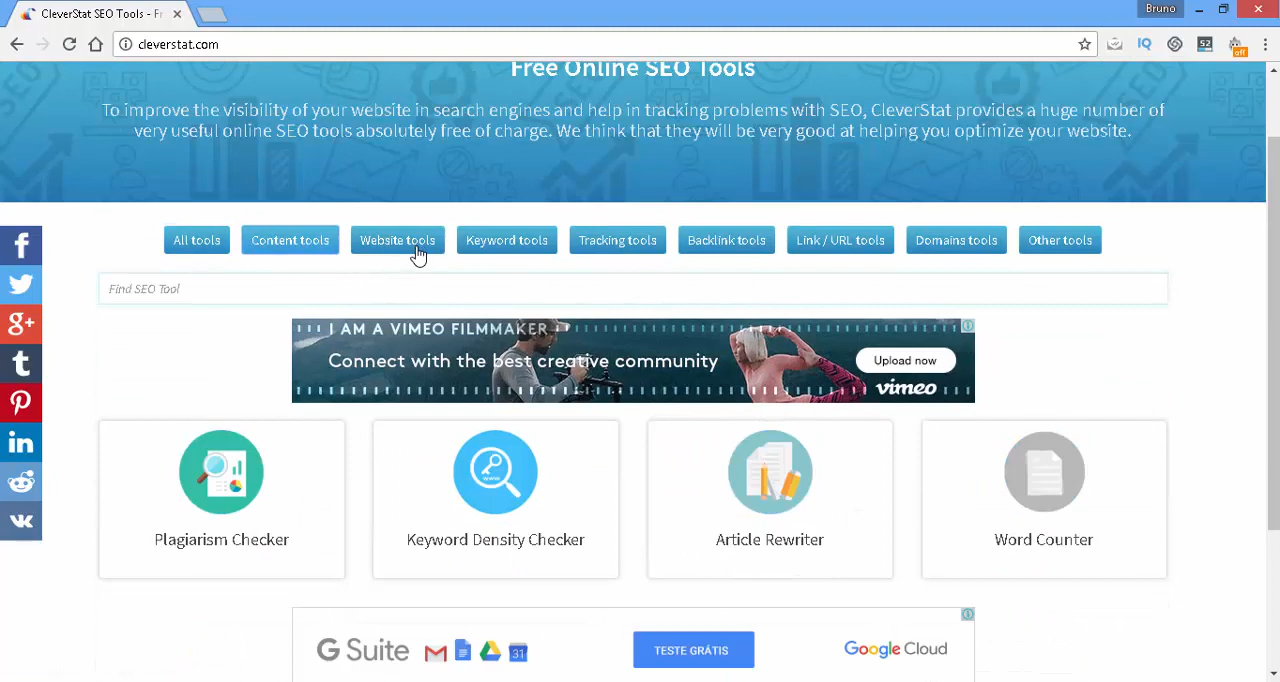 CleverStat SEO Tools - Fr
Bruno
cleverstat.com
IQ
52
off
Free Online SEO Tools
To improve the visibility of your website in search engines and help in tracking problems with SEO, CleverStat provides a huge number of
very useful online SEO tools absolutely free of charge. We think that they will be very good at helping you optimize your website.
All tools
Content tools
Website tools
Keyword tools
Tracking tools
Backlink tools
Link / URL tools
Domains tools
Other tools
Find SEO Tool
I AM A VIMEO FILMMAKER
Connect with the best creative community
Upload now
vimeo
Plagiarism Checker
Keyword Density Checker
Article Rewriter
Word Counter
G Suite
31
TESTE GRÁTIS
Google Cloud